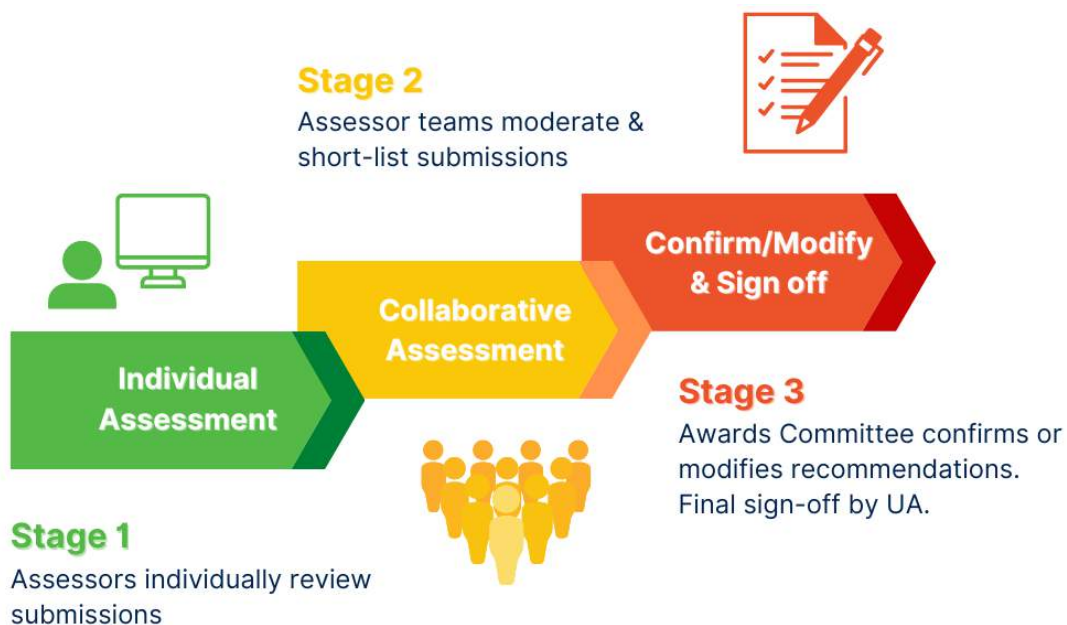 Stage 1
Assessors individually review
submissions
Individual
Assessment
Stage 2
Assessor teams moderate &
short-list submissions
Collaborative
Assessment
Confirm/Modify
& Sign off
Stage 3
Awards Committee confirms or
modifies recommendations.
Final sign-off by UA.